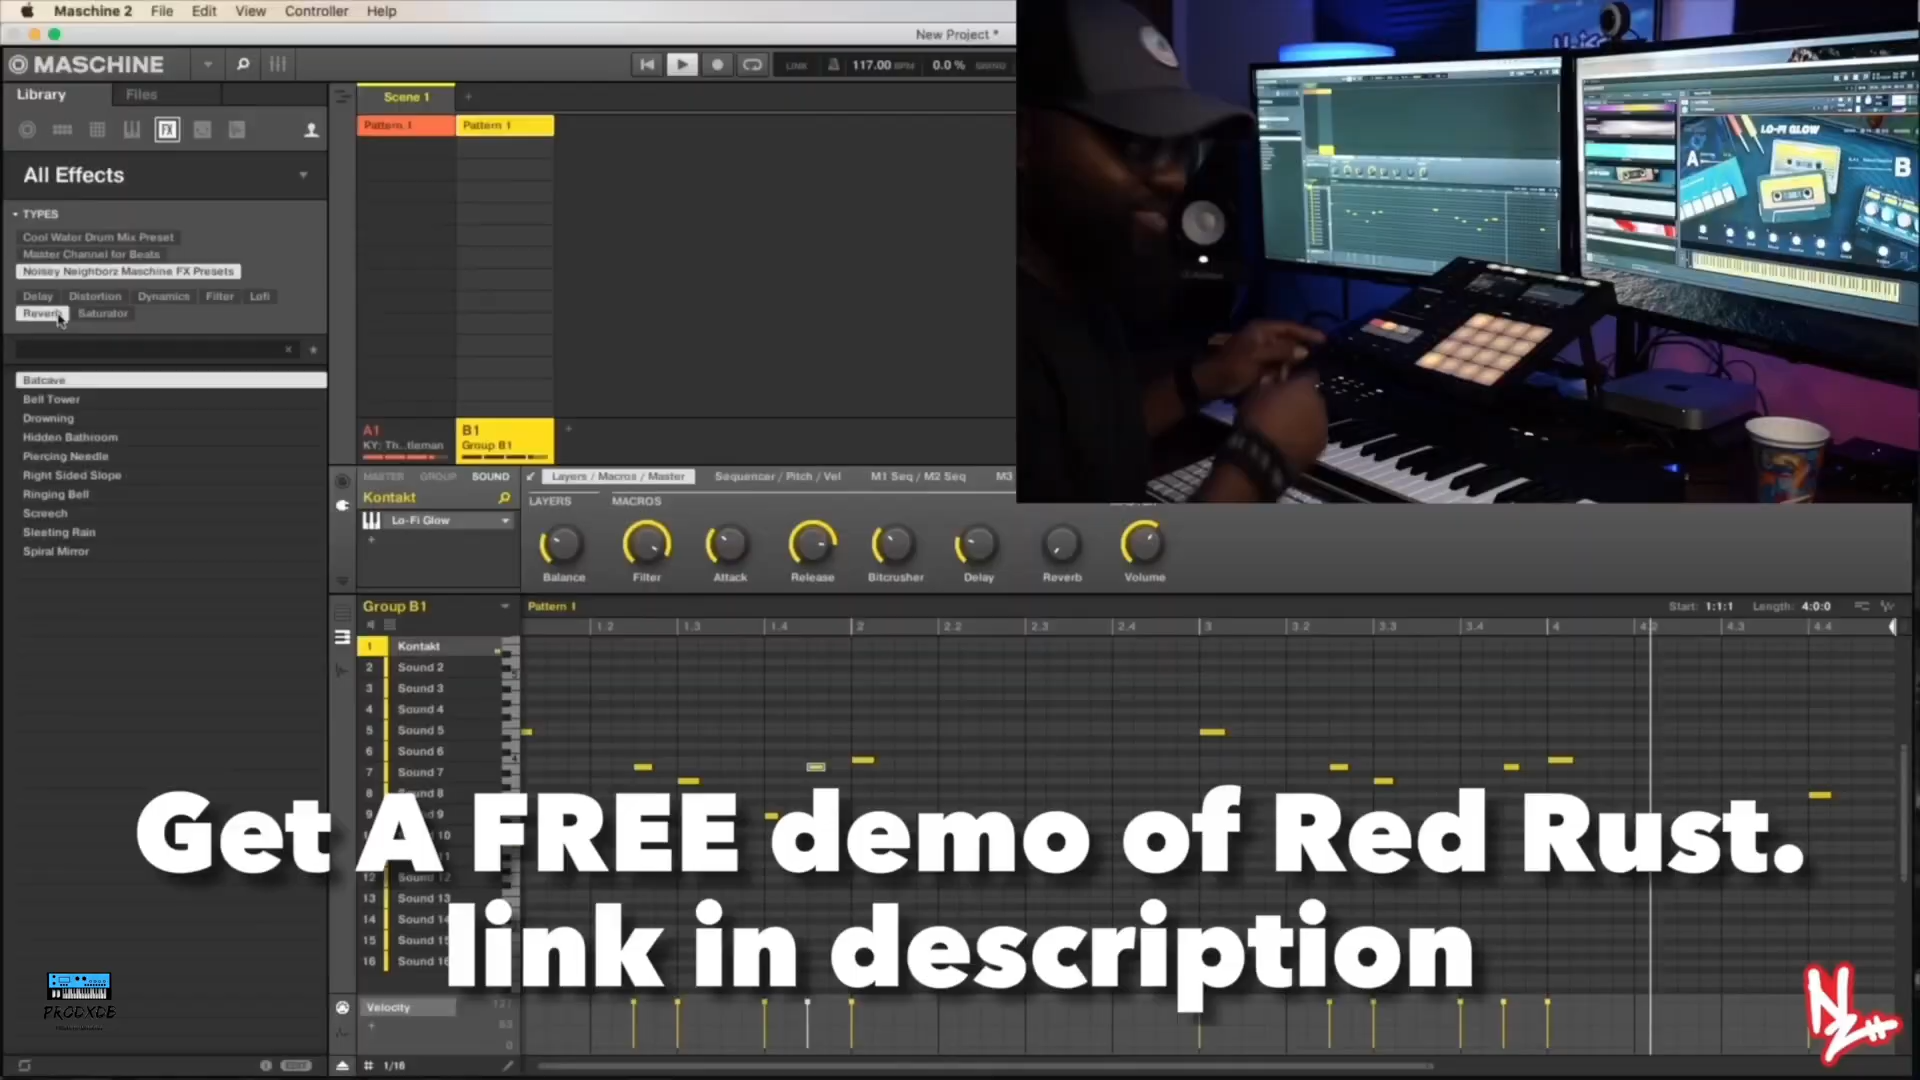 Maschine 2 File Edit View Controller Help
New Project *
MASCHINE
LINK 117.00 BPM 0.0 % SWING
Library Files
Scene 1
Pattern 1 Pattern 1
FX
All Effects
TYPES
Cool Water Drum Mix Preset
Master Channel for Beats
Noisey Neighborz Maschine FX Presets
Delay Distortion Dynamics Filter Lofi
Reverb Saturator
Batcave
Bell Tower
Drowning
Hidden Bathroom
Piercing Needle
Right Sided Slope
Ringing Bell
Screech
Sleeting Rain
Spiral Mirror
LO-FI GLOW
A
B
A1
KY: Th...tleman
B1
Group B1
MASTER GROUP SOUND
Layers / Macros / Master Sequencer / Pitch / Vel M1 Seq / M2 Seq M3
Kontakt
LAYERS MACROS
Lo-Fi Glow
Balance Filter Attack Release Bitcrusher Delay Reverb Volume
Group B1
Pattern 1
Start: 1:1:1 Length: 4:0:0
1.2 1.3 1.4 2 2.2 2.3 2.4 3 3.2 3.3 3.4 4 4.2 4.3 4.4
1 Kontakt
2 Sound 2
3 Sound 3
4 Sound 4
5 Sound 5
6 Sound 6
7 Sound 7
8
9
12 Sound 12
13 Sound 13
14 Sound 14
15 Sound 15
16 Sound 16
Get A FREE demo of Red Rust.
link in description
Velocity
127
63
0
PRODXDE
NZH
1/16
EDIT